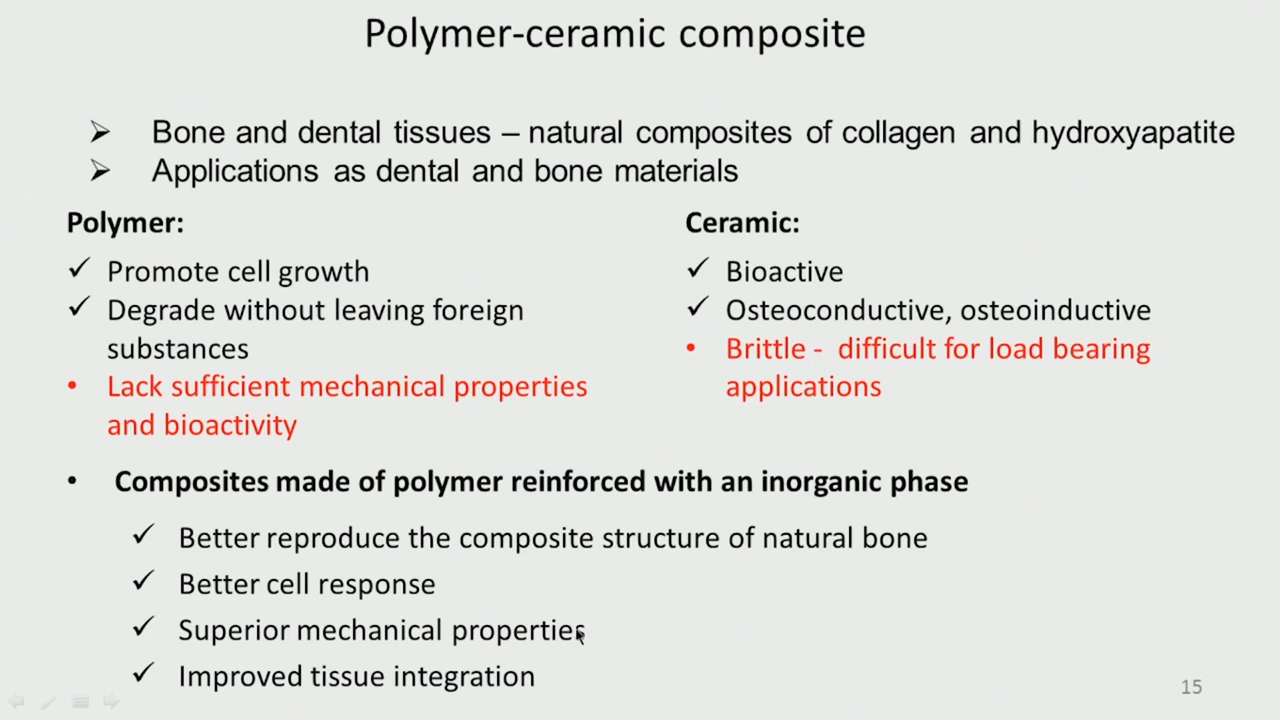 Polymer-ceramic composite
➢ Bone and dental tissues – natural composites of collagen and hydroxyapatite
➢ Applications as dental and bone materials
Polymer:
✓ Promote cell growth
✓ Degrade without leaving foreign
substances
• Lack sufficient mechanical properties
and bioactivity
Ceramic:
✓ Bioactive
✓ Osteoconductive, osteoinductive
• Brittle - difficult for load bearing
applications
• Composites made of polymer reinforced with an inorganic phase
✓ Better reproduce the composite structure of natural bone
✓ Better cell response
✓ Superior mechanical properties
✓ Improved tissue integration
15